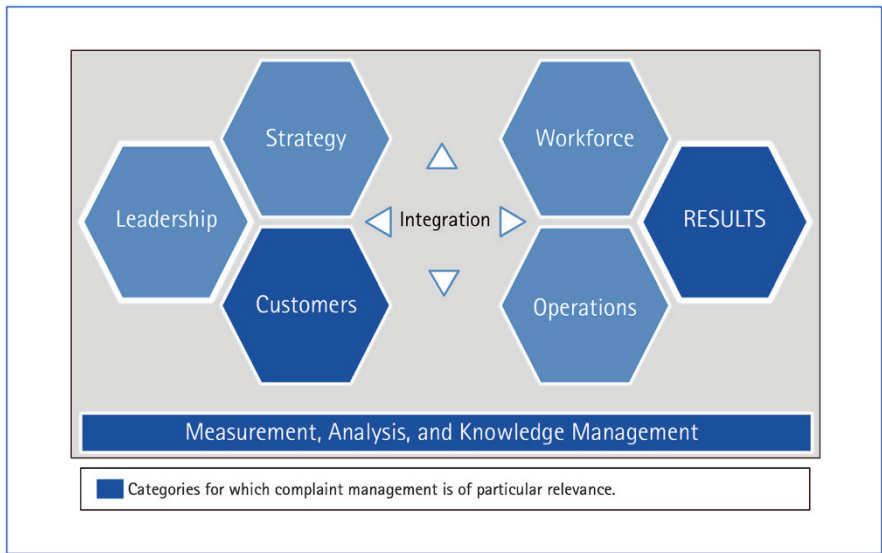 Strategy
Workforce
Leadership
Integration
RESULTS
Customers
Operations
Measurement, Analysis, and Knowledge Management
Categories for which complaint management is of particular relevance.